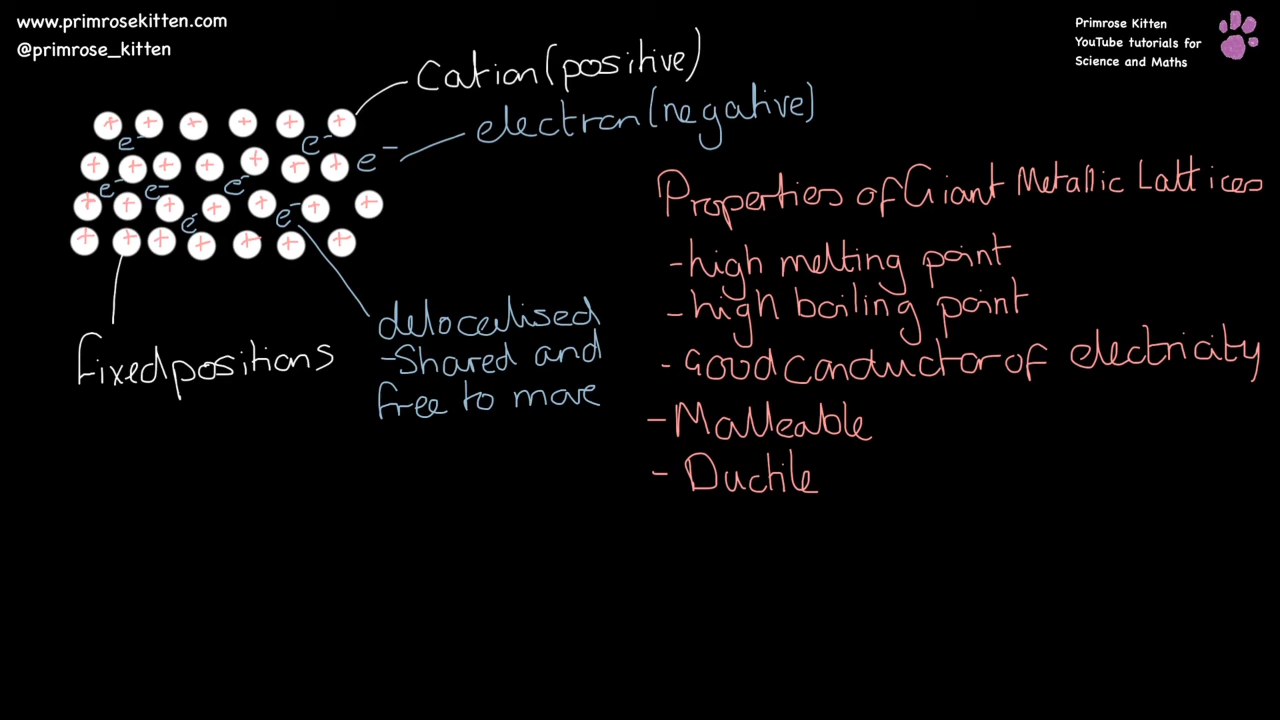 www.primrosekitten.com
@primrose_kitten
Primrose Kitten
YouTube tutorials for
Science and Maths
Cation (positive)
electron (negative)
+ + + + + +
e⁻ e⁻
+ + + + + + + e⁻
e⁻ e⁻ e⁻
+ + + + + + +
e⁻ e⁻
+ + + + + + +
Properties of Giant Metallic Lattices
- high melting point
- high boiling point
- Good conductor of electricity
- Malleable
- Ductile
fixed positions
delocalised
- Shared and
free to move